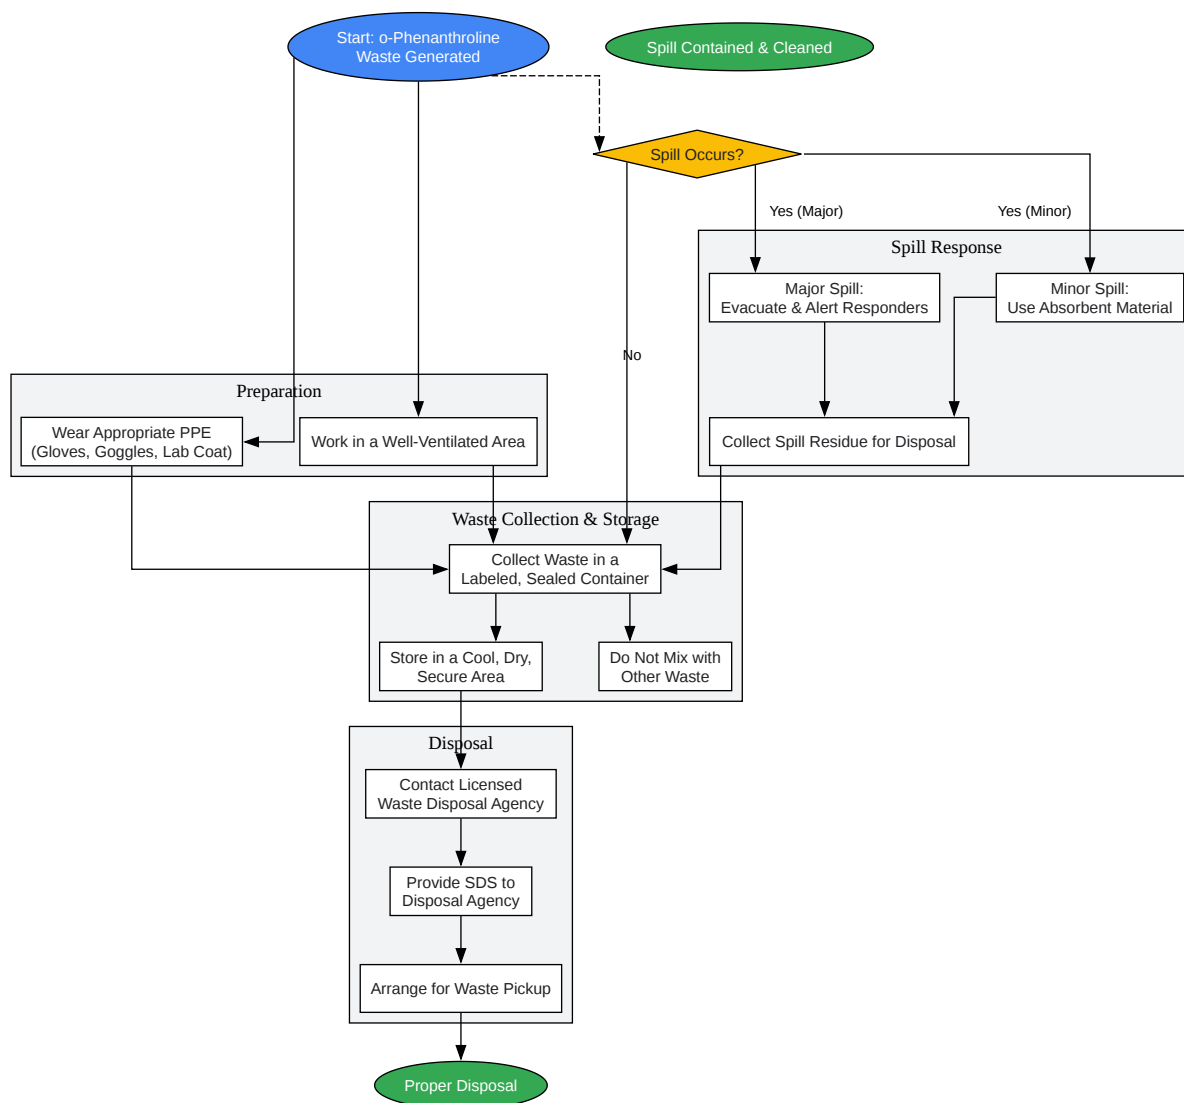 Start: o-Phenanthroline
Waste Generated
Spill Contained & Cleaned
Spill Occurs?
Yes (Major)
Yes (Minor)
Spill Response
Major Spill:
Evacuate & Alert Responders
Minor Spill:
Use Absorbent Material
No
Preparation
Wear Appropriate PPE
(Gloves, Goggles, Lab Coat)
Work in a Well-Ventilated Area
Collect Spill Residue for Disposal
Waste Collection & Storage
Collect Waste in a
Labeled, Sealed Container
Store in a Cool, Dry,
Secure Area
Do Not Mix with
Other Waste
Disposal
Contact Licensed
Waste Disposal Agency
Provide SDS to
Disposal Agency
Arrange for Waste Pickup
Proper Disposal